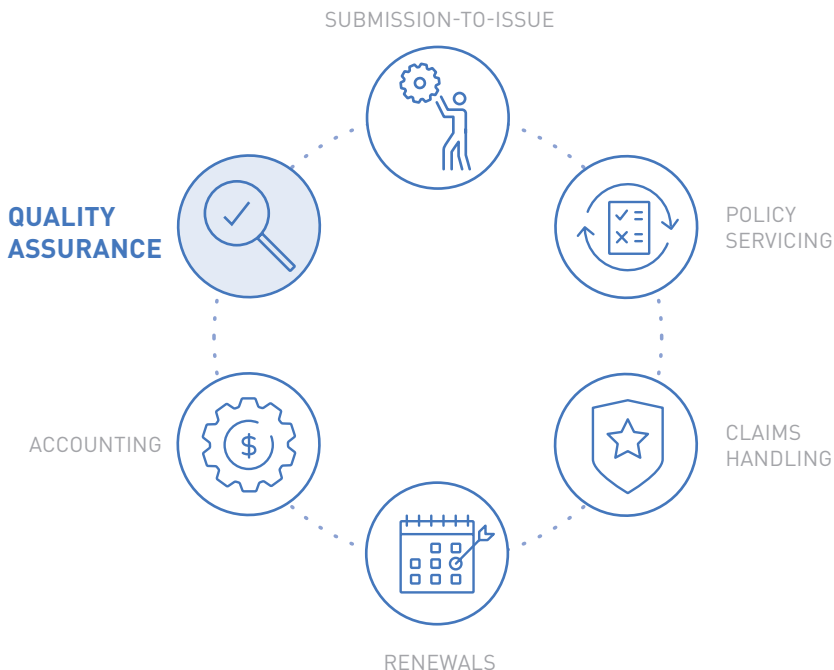 SUBMISSION-TO-ISSUE
QUALITY
ASSURANCE
POLICY
SERVICING
$
ACCOUNTING
CLAIMS
HANDLING
RENEWALS